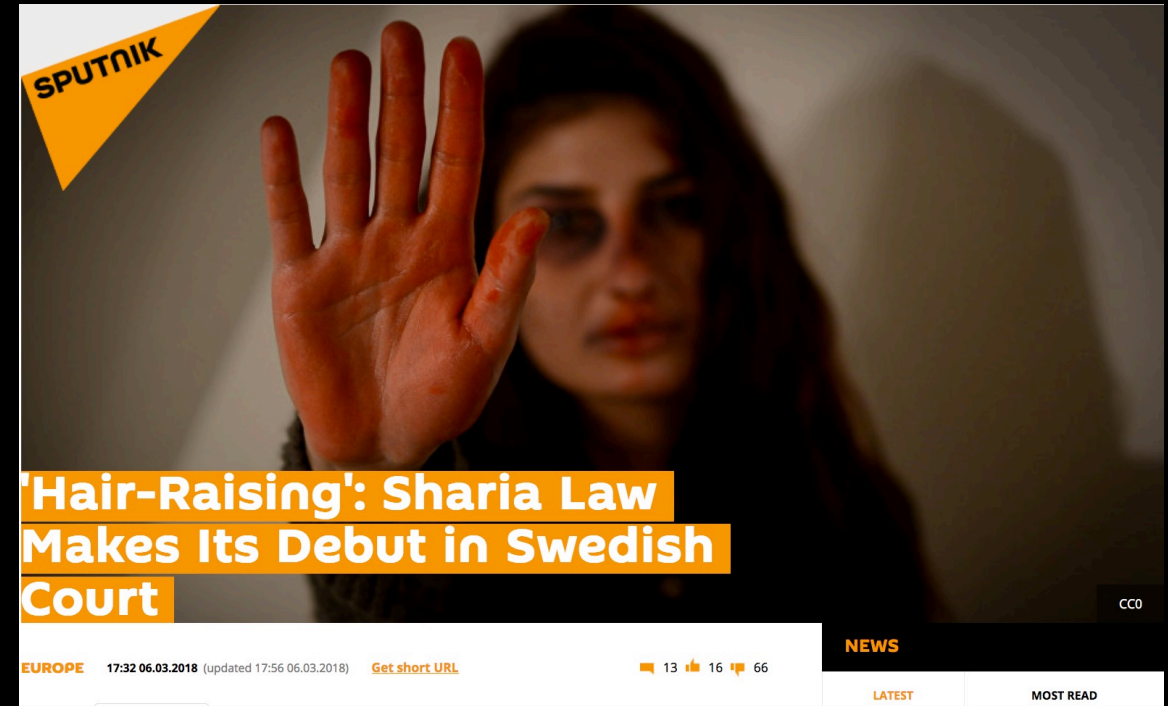 SPUTNIK
'Hair-Raising': Sharia Law
Makes Its Debut in Swedish
Court
CC0
EUROPE 17:32 06.03.2018 (updated 17:56 06.03.2018) Get short URL 13 16 66
NEWS
LATEST MOST READ